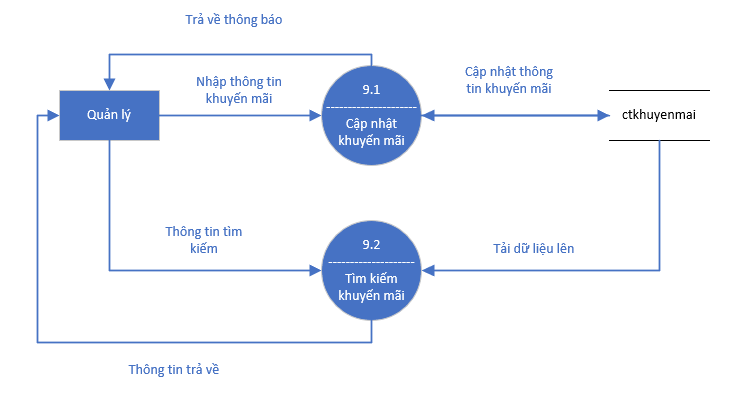 Trả về thông báo
Nhập thông tin
khuyến mãi
9.1
Cập nhật
khuyến mãi
Cập nhật thông
tin khuyến mãi
Quản lý
ctkhuyenmai
Thông tin tìm
kiếm
9.2
Tìm kiếm
khuyến mãi
Tải dữ liệu lên
Thông tin trả về